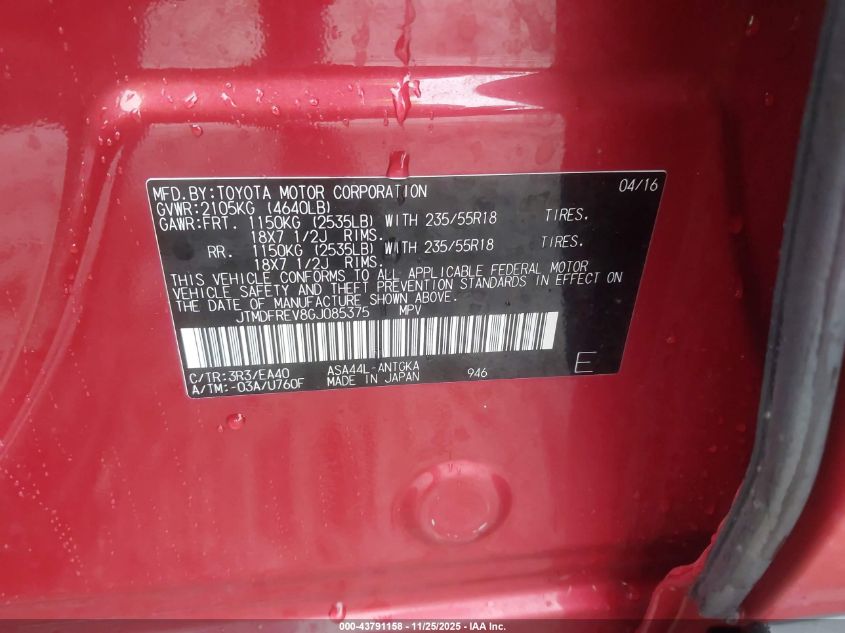 MFD.BY:TOYOTA MOTOR CORPORATION 04/16
GVWR:2105KG (4640LB)
GAWR:FRT. 1150KG (2535LB) WITH 235/55R18 TIRES.
18X7 1/2J RIMS.
RR. 1150KG (2535LB) WITH 235/55R18 TIRES.
18X7 1/2J RIMS.
THIS VEHICLE CONFORMS TO ALL APPLICABLE FEDERAL MOTOR
VEHICLE SAFETY AND THEFT PREVENTION STANDARDS IN EFFECT ON
THE DATE OF MANUFACTURE SHOWN ABOVE.
JTMDFREV8GJ085375 MPV
C/TR:3R3/EA40 ASA44L-ANTGKA 946 E
A/TM:-03A/U760F MADE IN JAPAN
000-43791158 - 11/25/2025 - IAA Inc.